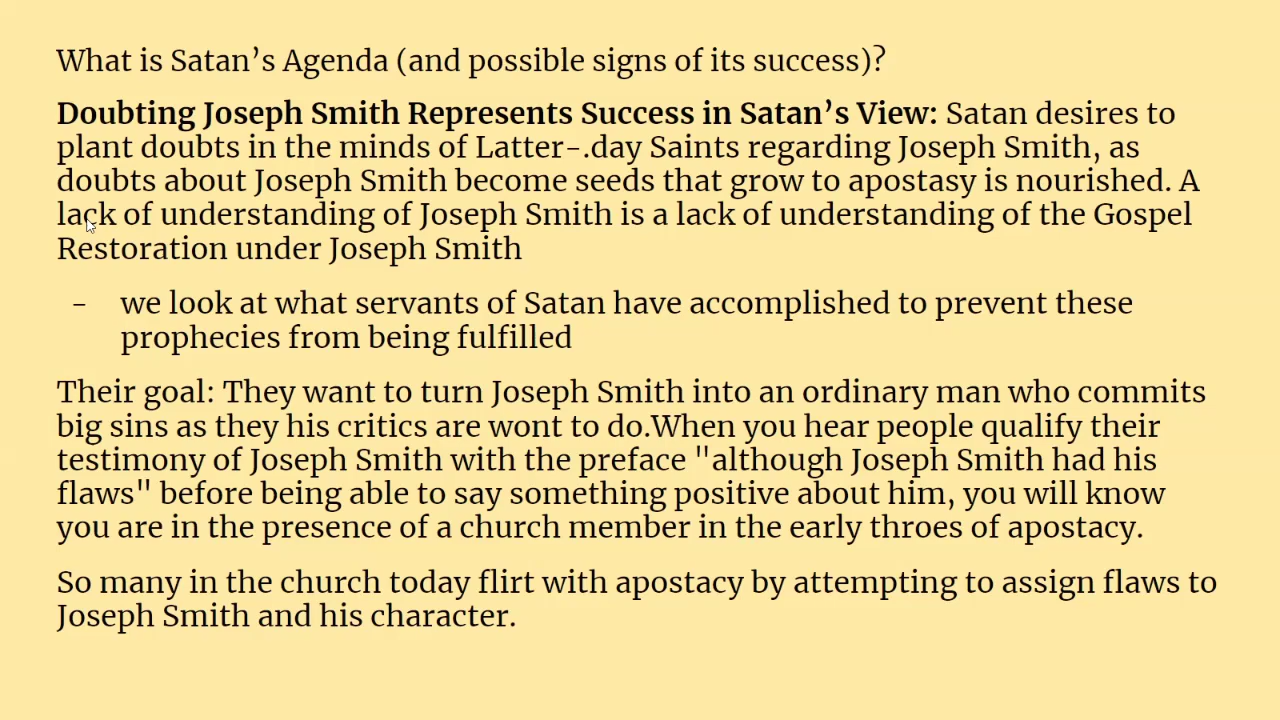 What is Satan’s Agenda (and possible signs of its success)?
Doubting Joseph Smith Represents Success in Satan’s View: Satan desires to
plant doubts in the minds of Latter-.day Saints regarding Joseph Smith, as
doubts about Joseph Smith become seeds that grow to apostasy is nourished. A
lack of understanding of Joseph Smith is a lack of understanding of the Gospel
Restoration under Joseph Smith
- we look at what servants of Satan have accomplished to prevent these
prophecies from being fulfilled
Their goal: They want to turn Joseph Smith into an ordinary man who commits
big sins as they his critics are wont to do.When you hear people qualify their
testimony of Joseph Smith with the preface "although Joseph Smith had his
flaws" before being able to say something positive about him, you will know
you are in the presence of a church member in the early throes of apostacy.
So many in the church today flirt with apostacy by attempting to assign flaws to
Joseph Smith and his character.